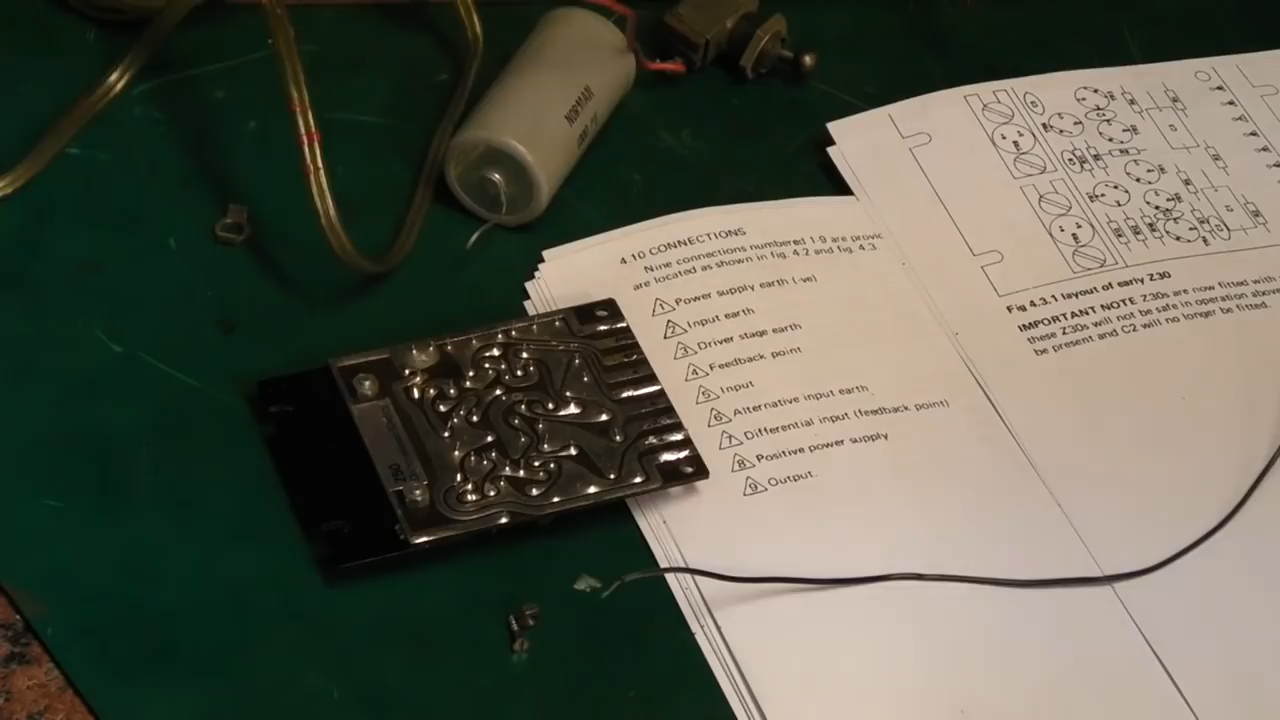 NORMAN
4.10 CONNECTIONS
Nine connections numbered 1-9 are
are located as shown in fig. 4.2 and fig. 4.3.
1 Power supply earth (-ve)
2 Input earth
3 Driver stage earth
4 Feedback point
5 Input
6 Alternative input earth
7 Differential input (feedback point)
8 Positive power supply
9 Output.
Z50
Fig 4.3.1 layout of early Z30
IMPORTANT NOTE Z30s are now fitted with
these Z30s will not be safe in operation above
be present and C2 will no longer be fitted.